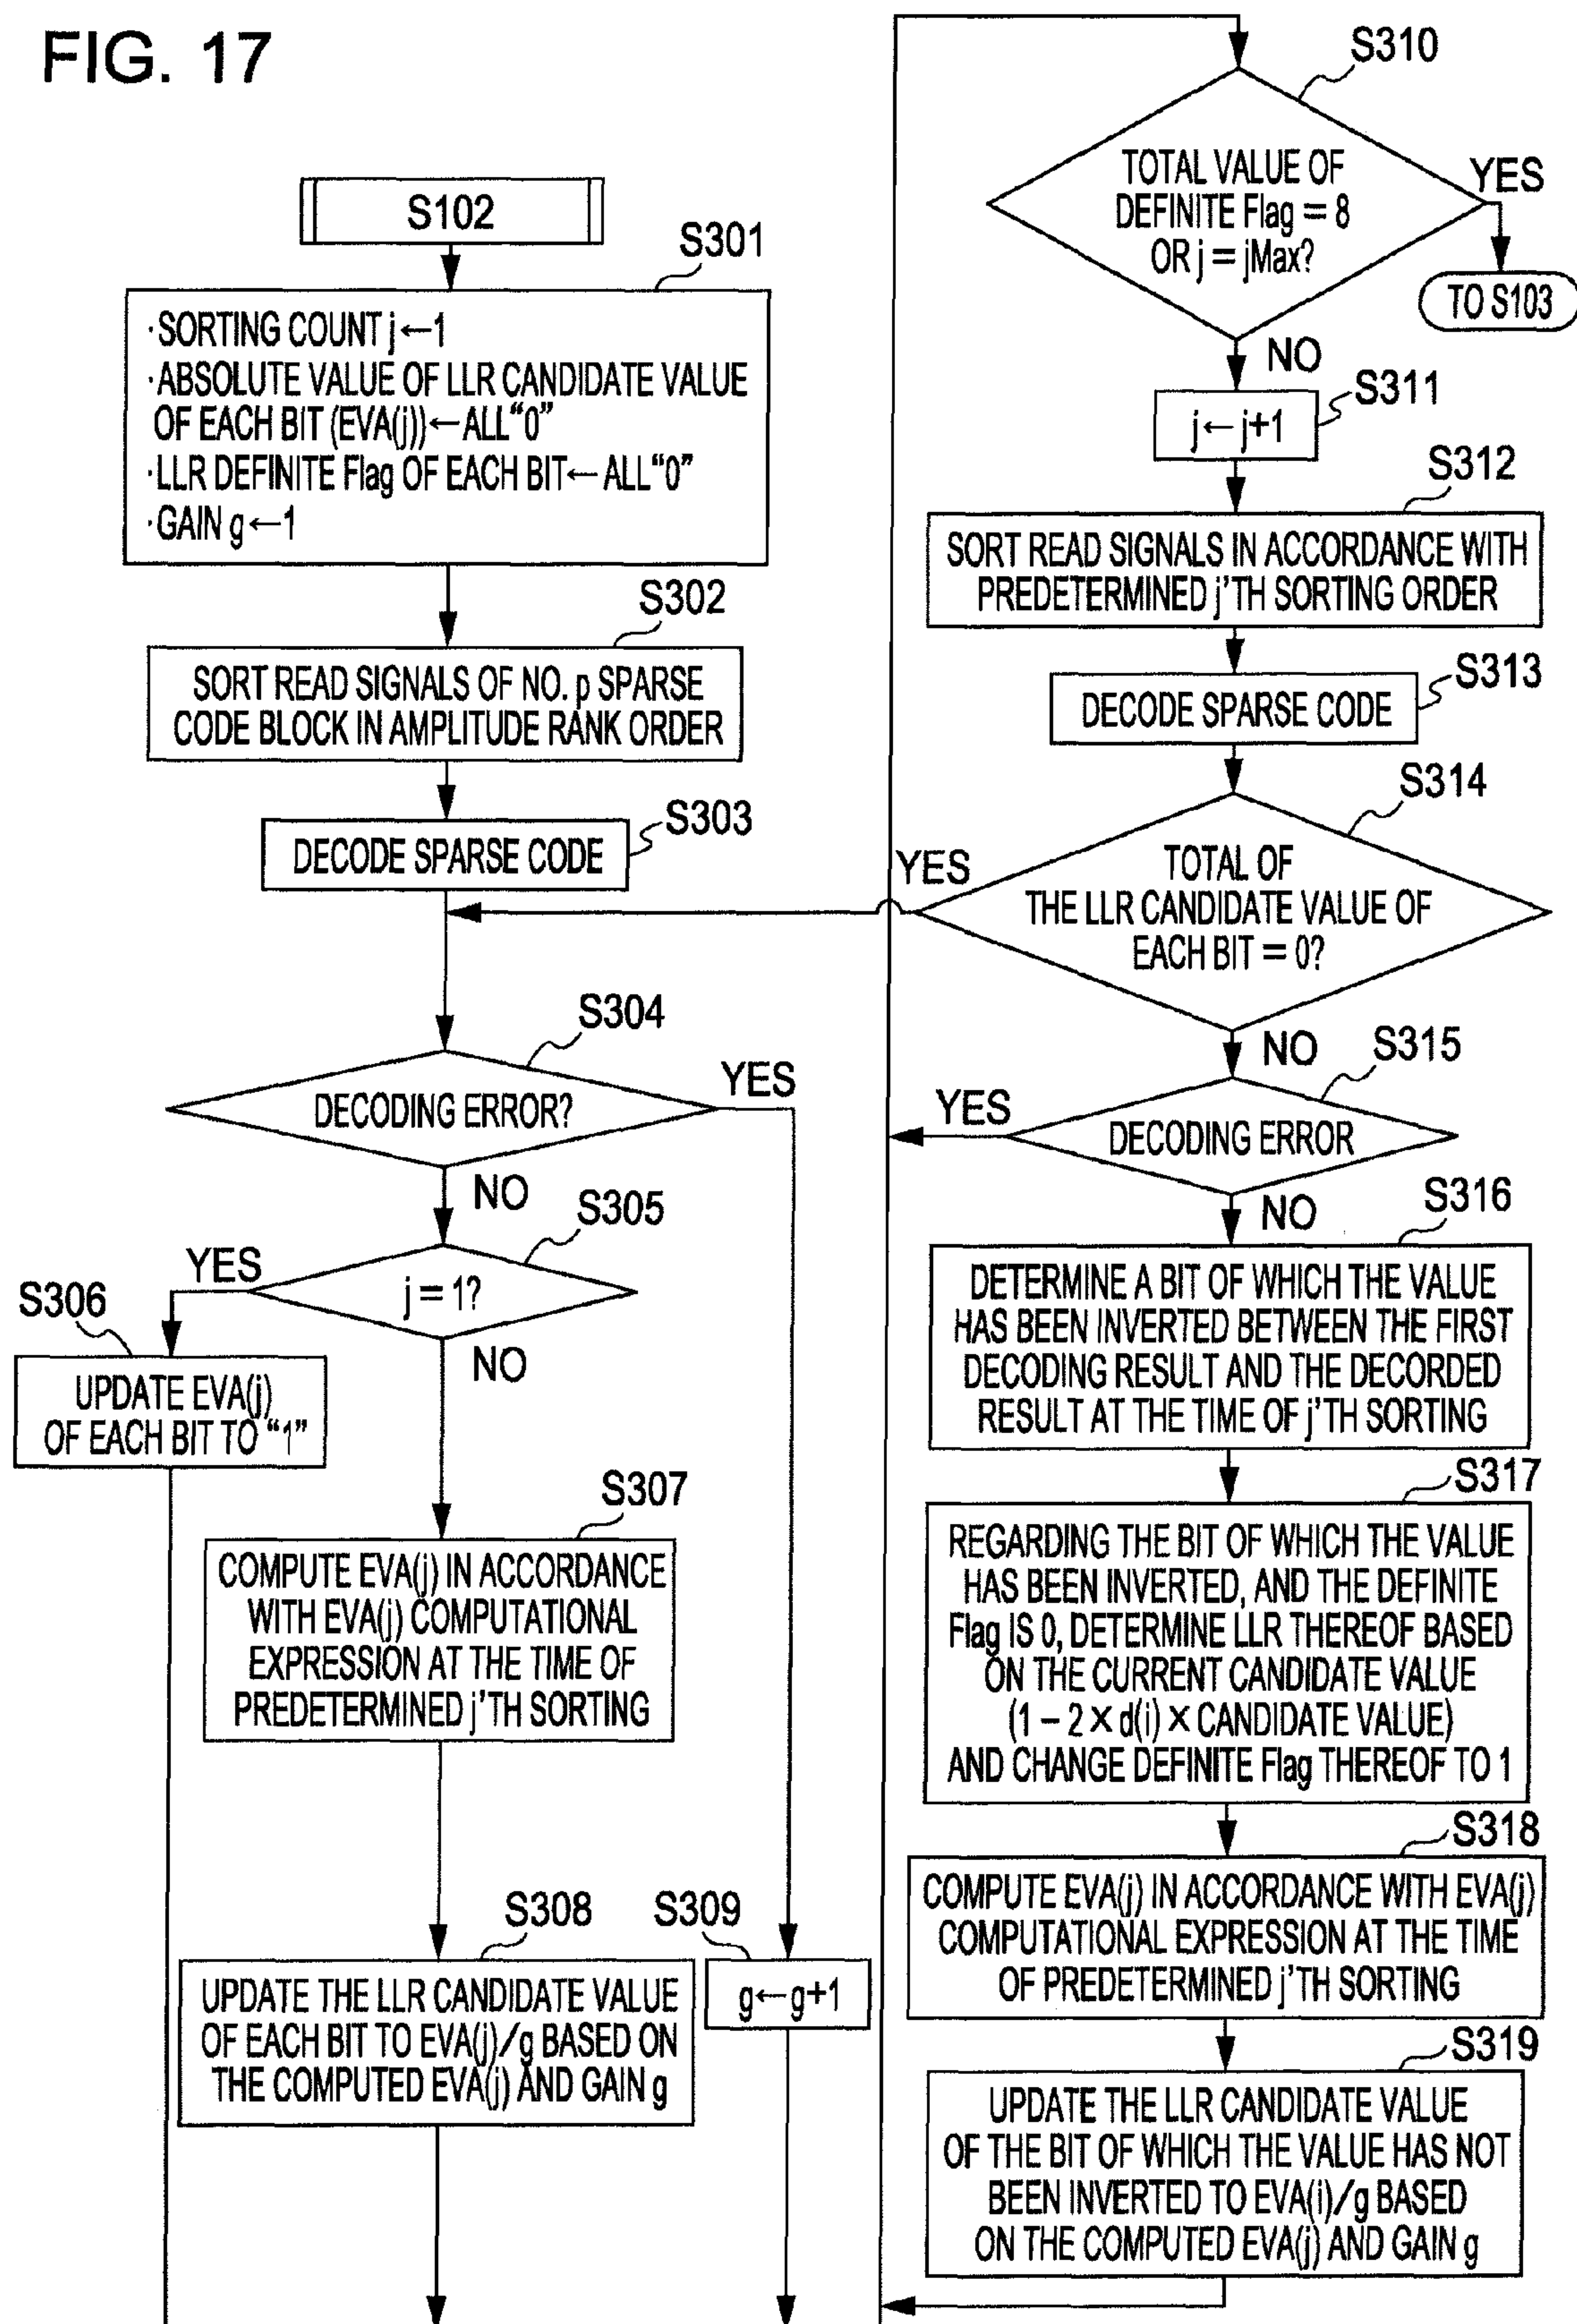 FIG. 17
S102
S301
·SORTING COUNT j←1
·ABSOLUTE VALUE OF LLR CANDIDATE VALUE
OF EACH BIT (EVA(j))←ALL “0”
·LLR DEFINITE Flag OF EACH BIT← ALL “0”
·GAIN g←1
S302
SORT READ SIGNALS OF NO. p SPARSE
CODE BLOCK IN AMPLITUDE RANK ORDER
S303
DECODE SPARSE CODE
S304
DECODING ERROR?
YES
NO
S305
j = 1?
YES
NO
S306
UPDATE EVA(j)
OF EACH BIT TO “1”
S307
COMPUTE EVA(j) IN ACCORDANCE
WITH EVA(j) COMPUTATIONAL
EXPRESSION AT THE TIME OF
PREDETERMINED j’TH SORTING
S308
UPDATE THE LLR CANDIDATE VALUE
OF EACH BIT TO EVA(j)/g BASED ON
THE COMPUTED EVA(j) AND GAIN g
S309
g←g+1
S310
TOTAL VALUE OF
DEFINITE Flag = 8
OR j = jMax?
YES
TO S103
NO
S311
j←j+1
S312
SORT READ SIGNALS IN ACCORDANCE WITH
PREDETERMINED j’TH SORTING ORDER
S313
DECODE SPARSE CODE
S314
TOTAL OF
THE LLR CANDIDATE VALUE OF
EACH BIT = 0?
YES
NO
S315
DECODING ERROR
YES
NO
S316
DETERMINE A BIT OF WHICH THE VALUE
HAS BEEN INVERTED BETWEEN THE FIRST
DECODING RESULT AND THE DECORDED
RESULT AT THE TIME OF j’TH SORTING
S317
REGARDING THE BIT OF WHICH THE VALUE
HAS BEEN INVERTED, AND THE DEFINITE
Flag IS 0, DETERMINE LLR THEREOF BASED
ON THE CURRENT CANDIDATE VALUE
(1 – 2 × d(i) × CANDIDATE VALUE)
AND CHANGE DEFINITE Flag THEREOF TO 1
S318
COMPUTE EVA(j) IN ACCORDANCE WITH EVA(j)
COMPUTATIONAL EXPRESSION AT THE TIME
OF PREDETERMINED j’TH SORTING
S319
UPDATE THE LLR CANDIDATE VALUE
OF THE BIT OF WHICH THE VALUE HAS NOT
BEEN INVERTED TO EVA(i)/g BASED
ON THE COMPUTED EVA(j) AND GAIN g